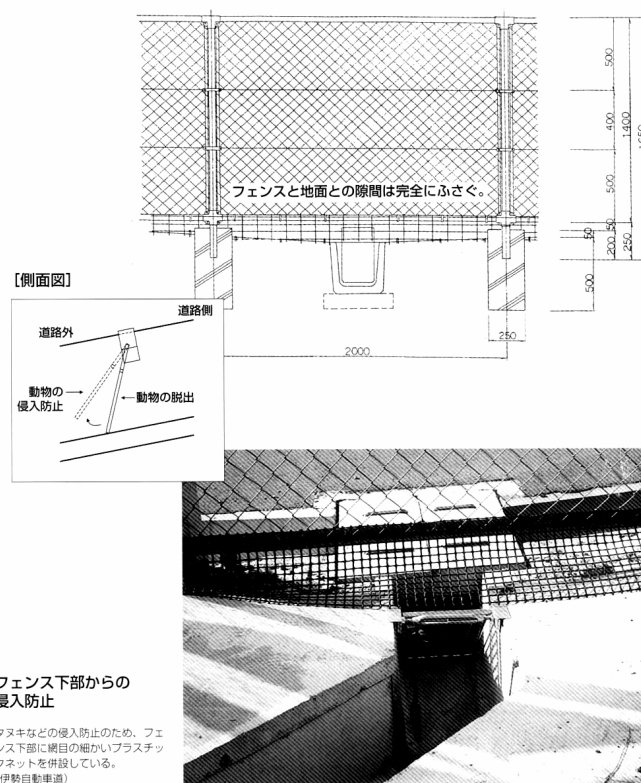 500
400
500
1400
フェンスと地面との隙間は完全にふさぐ。
50
50
200
250
500
250
2000
[側面図]
道路側
道路外
動物の
侵入防止
動物の脱出
フェンス下部からの
侵入防止
タヌキなどの侵入防止のため、フェ
ンス下部に網目の細かいプラスチッ
クネットを併設している。
伊勢自動車道）